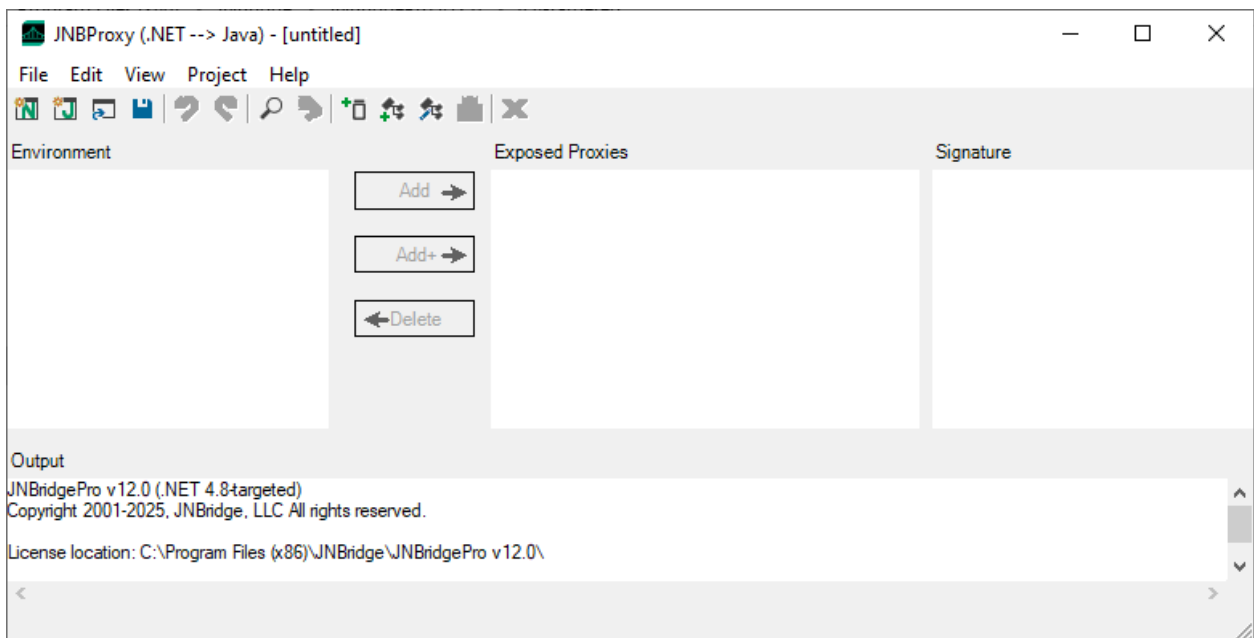 JNBProxy (.NET --> Java) - [untitled]
File Edit View Project Help
Environment
Exposed Proxies
Signature
Add
Add+
Delete
Output
JNBridgePro v12.0 (.NET 4.8-targeted)
Copyright 2001-2025, JNBridge, LLC All rights reserved.
License location: C:\Program Files (x86)\JNBridge\JNBridgePro v12.0\